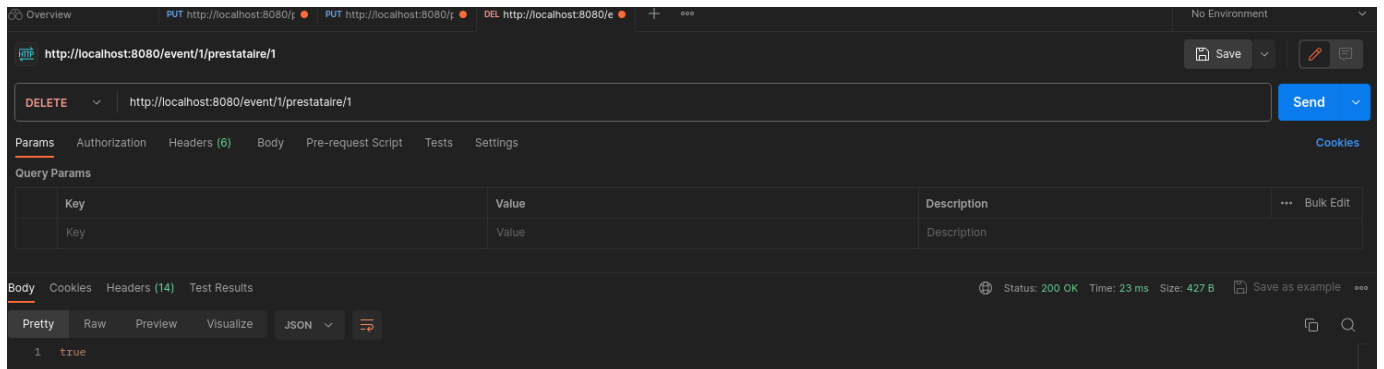 Overview PUT http://localhost:8080/p PUT http://localhost:8080/p DEL http://localhost:8080/e No Environment
HTTP http://localhost:8080/event/1/prestataire/1 Save
DELETE http://localhost:8080/event/1/prestataire/1 Send
Params Authorization Headers (6) Body Pre-request Script Tests Settings Cookies
Query Params
Key Value Description Bulk Edit
Key Value Description
Body Cookies Headers (14) Test Results Status: 200 OK Time: 23 ms Size: 427 B Save as example
Pretty Raw Preview Visualize JSON
1 true